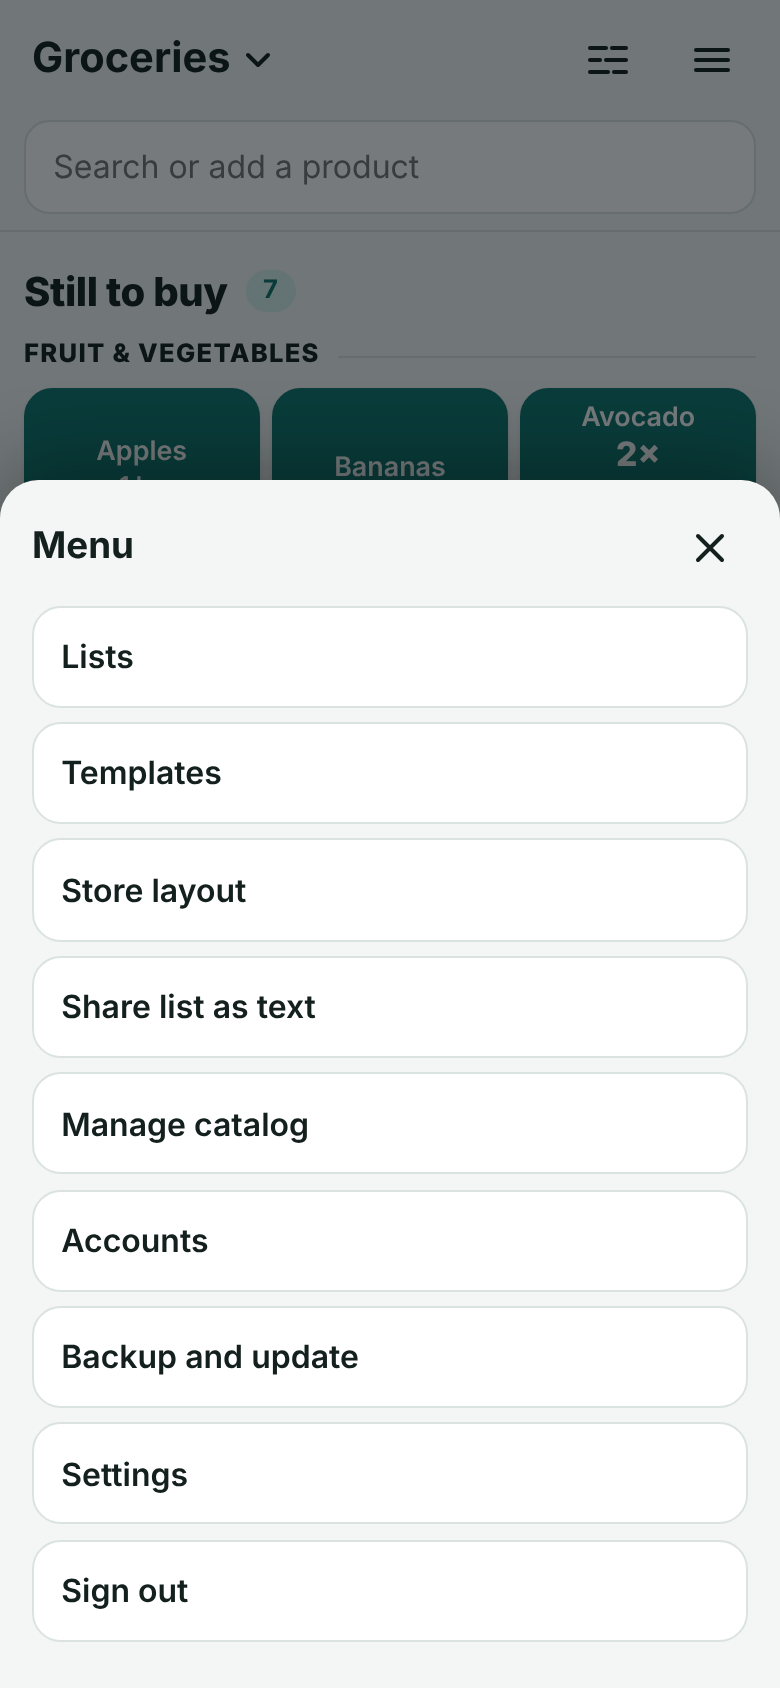 Groceries
Search or add a product
Still to buy 7
FRUIT & VEGETABLES
Apples
Bananas
Avocado
2×
Menu
Lists
Templates
Store layout
Share list as text
Manage catalog
Accounts
Backup and update
Settings
Sign out